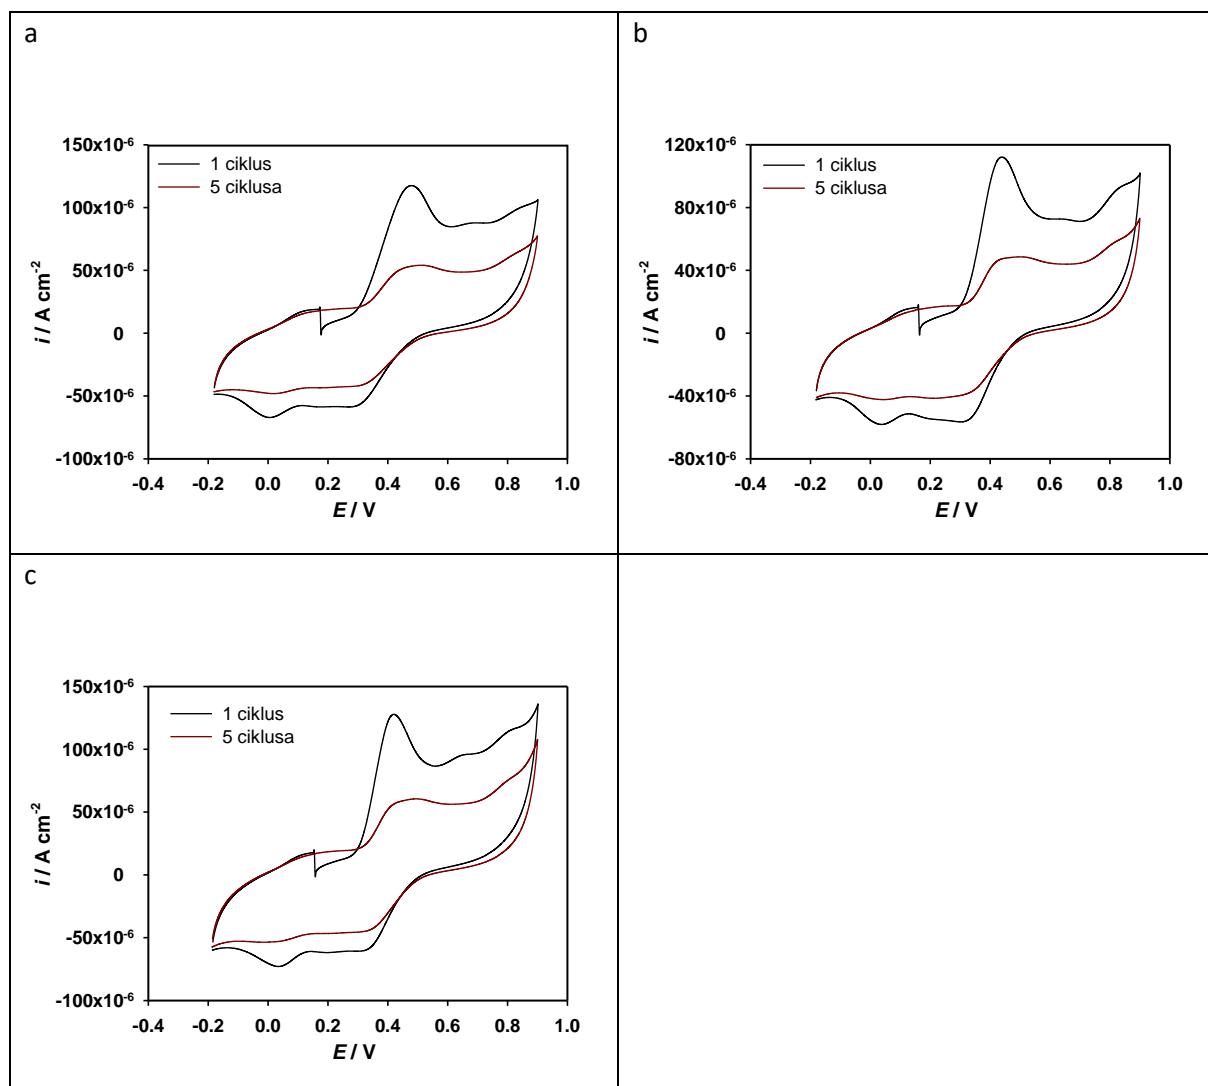 a
150x10⁻⁶
100x10⁻⁶
50x10⁻⁶
0
-50x10⁻⁶
-100x10⁻⁶
1 ciklus
5 ciklusa
i / A cm⁻²
-0.4 -0.2 0.0 0.2 0.4 0.6 0.8 1.0
E / V
b
120x10⁻⁶
80x10⁻⁶
40x10⁻⁶
0
-40x10⁻⁶
-80x10⁻⁶
1 ciklus
5 ciklusa
i / A cm⁻²
-0.4 -0.2 0.0 0.2 0.4 0.6 0.8 1.0
E / V
c
150x10⁻⁶
100x10⁻⁶
50x10⁻⁶
0
-50x10⁻⁶
-100x10⁻⁶
1 ciklus
5 ciklusa
i / A cm⁻²
-0.4 -0.2 0.0 0.2 0.4 0.6 0.8 1.0
E / V